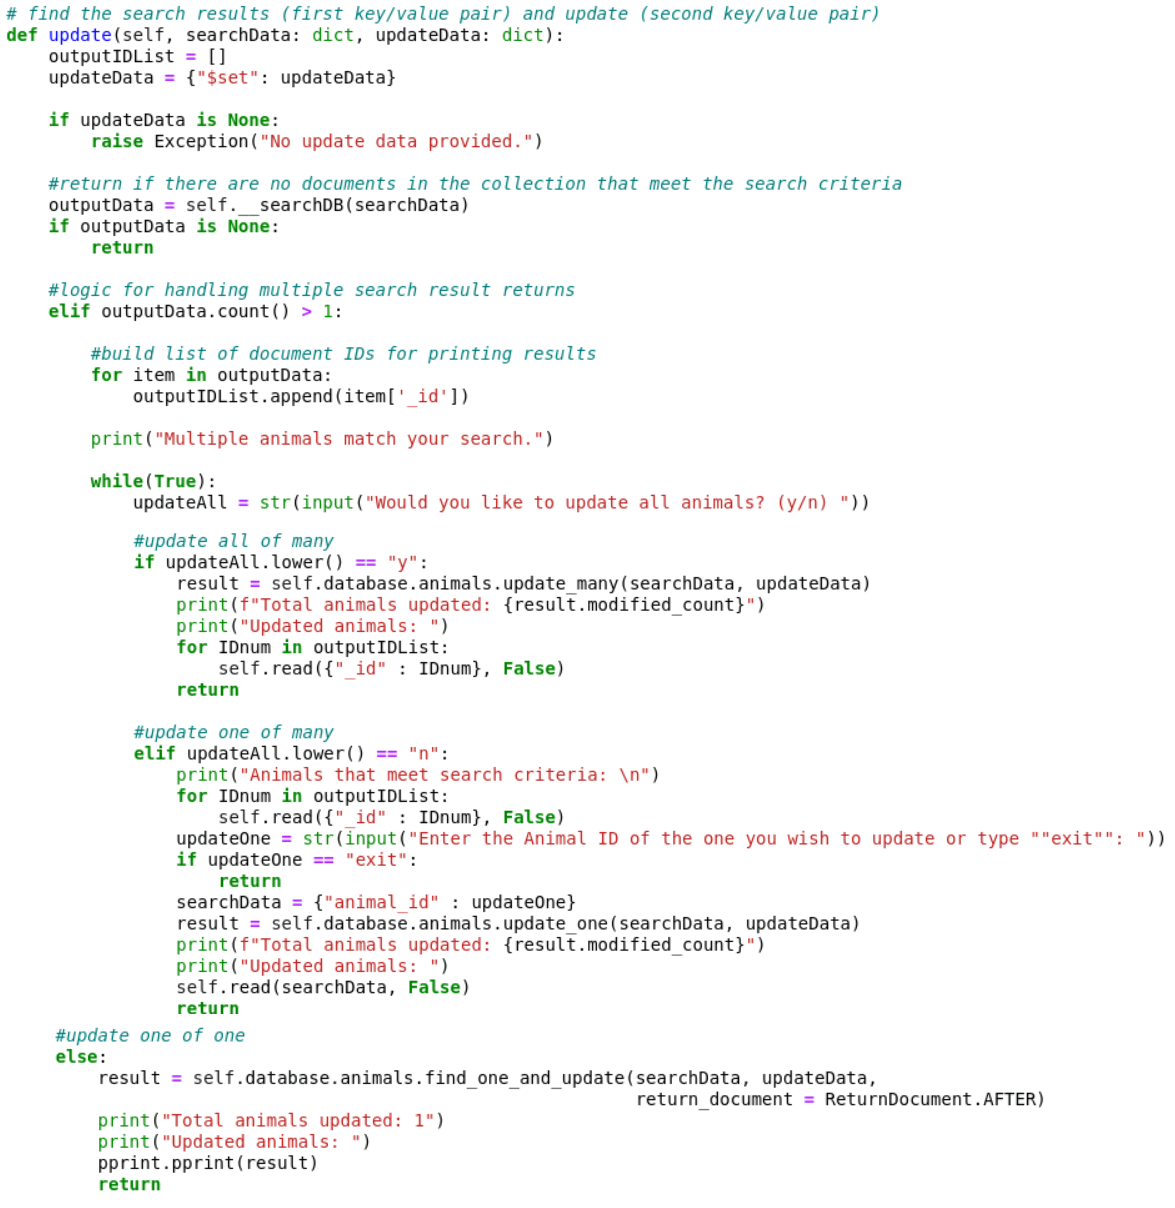 # find the search results (first key/value pair) and update (second key/value pair)
def update(self, searchData: dict, updateData: dict):
    outputIDList = []
    updateData = {"$set": updateData}

    if updateData is None:
        raise Exception("No update data provided.")

    #return if there are no documents in the collection that meet the search criteria
    outputData = self.__searchDB(searchData)
    if outputData is None:
        return

    #logic for handling multiple search result returns
    elif outputData.count() > 1:

        #build list of document IDs for printing results
        for item in outputData:
            outputIDList.append(item['_id'])

        print("Multiple animals match your search.")

        while(True):
            updateAll = str(input("Would you like to update all animals? (y/n) "))

            #update all of many
            if updateAll.lower() == "y":
                result = self.database.animals.update_many(searchData, updateData)
                print(f"Total animals updated: {result.modified_count}")
                print("Updated animals: ")
                for IDnum in outputIDList:
                    self.read({"_id" : IDnum}, False)
                return

            #update one of many
            elif updateAll.lower() == "n":
                print("Animals that meet search criteria: \n")
                for IDnum in outputIDList:
                    self.read({"_id" : IDnum}, False)
                updateOne = str(input("Enter the Animal ID of the one you wish to update or type ""exit"": "))
                if updateOne == "exit":
                    return
                searchData = {"animal_id" : updateOne}
                result = self.database.animals.update_one(searchData, updateData)
                print(f"Total animals updated: {result.modified_count}")
                print("Updated animals: ")
                self.read(searchData, False)
                return
    #update one of one
    else:
        result = self.database.animals.find_one_and_update(searchData, updateData,
                                                           return_document = ReturnDocument.AFTER)
        print("Total animals updated: 1")
        print("Updated animals: ")
        pprint.pprint(result)
        return